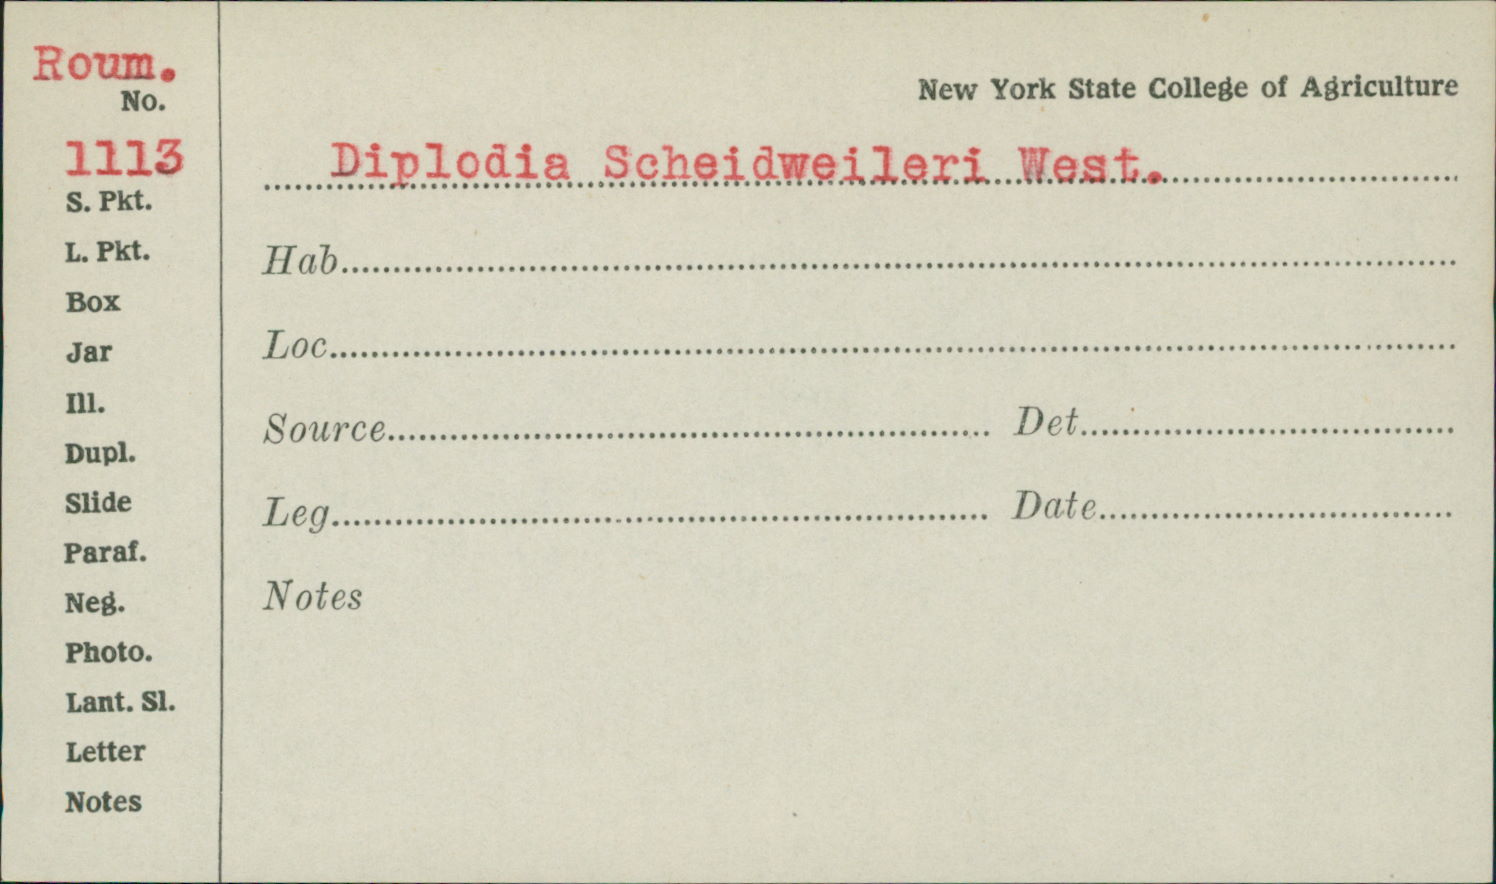 Roum.
No.
1113
S. Pkt.
L. Pkt.
Box
Jar
Ill.
Dupl.
Slide
Paraf.
Neg.
Photo.
Lant. Sl.
Letter
Notes
New York State College of Agriculture
Diplodia Scheidweileri West.
Hab
Loc
Source Det
Leg Date
Notes